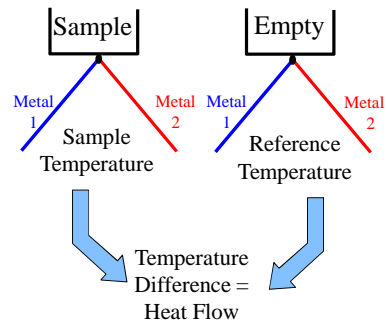 Sample
Empty
Metal
1
Metal
2
Metal
1
Metal
2
Sample
Temperature
Reference
Temperature
Temperature
Difference =
Heat Flow